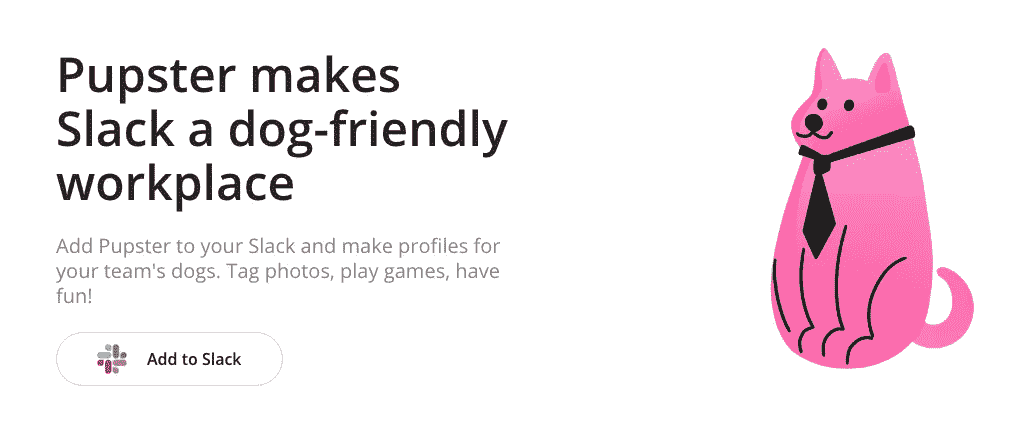 Pupster makes
Slack a dog-friendly
workplace
Add Pupster to your Slack and make profiles for
your team's dogs. Tag photos, play games, have
fun!
Add to Slack